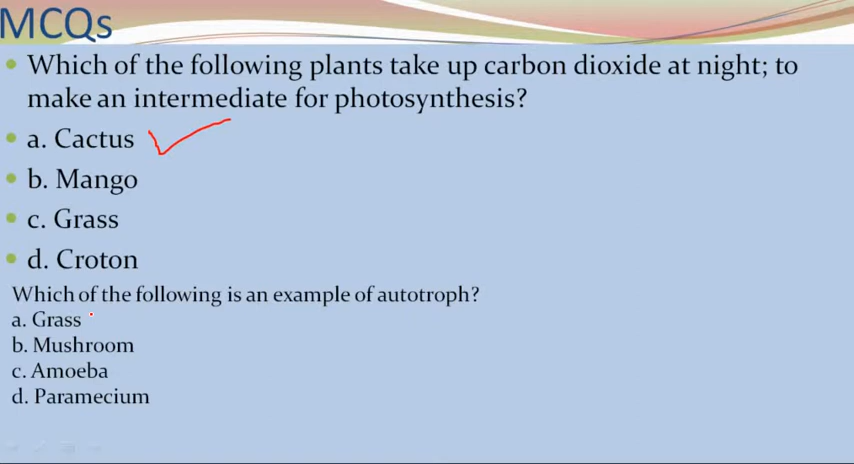 MCQs
• Which of the following plants take up carbon dioxide at night; to
make an intermediate for photosynthesis?
• a. Cactus
• b. Mango
• c. Grass
• d. Croton
Which of the following is an example of autotroph?
a. Grass
b. Mushroom
c. Amoeba
d. Paramecium